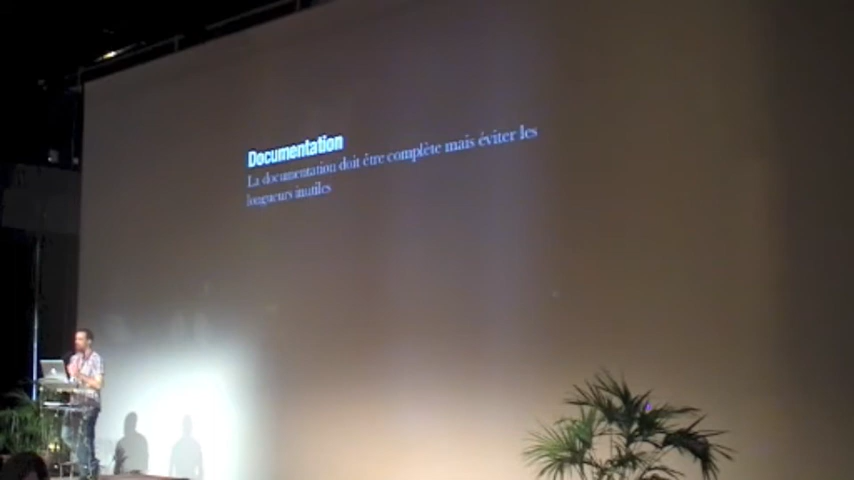 Documentation
La documentation doit être complète mais éviter les
longueurs inutiles